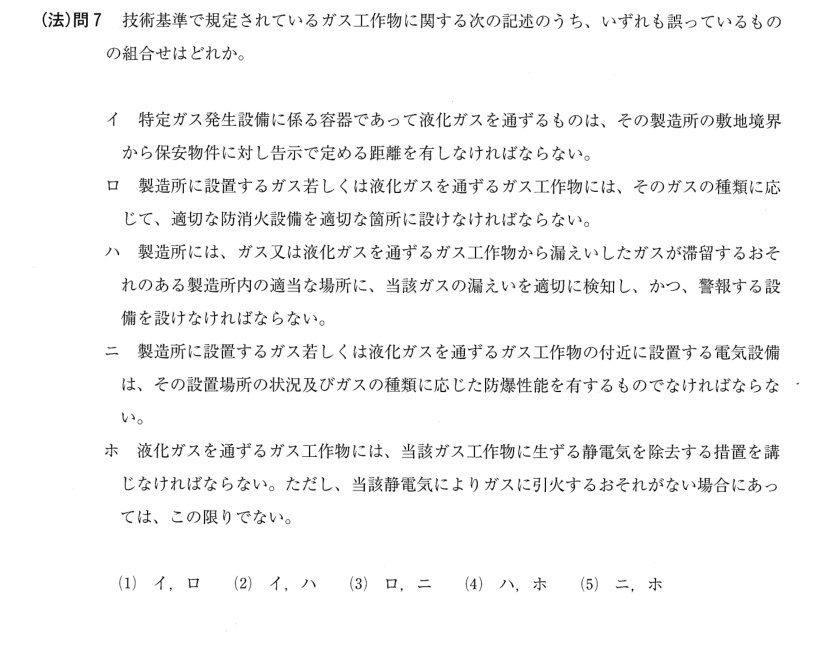 (法)問7　技術基準で規定されているガス工作物に関する次の記述のうち、いずれも誤っているもの
の組合せはどれか。
イ　特定ガス発生設備に係る容器であって液化ガスを通ずるものは、その製造所の敷地境界
から保安物件に対し告示で定める距離を有しなければならない。
ロ　製造所に設置するガス若しくは液化ガスを通ずるガス工作物には、そのガスの種類に応
じて、適切な防消火設備を適切な箇所に設けなければならない。
ハ　製造所には、ガス又は液化ガスを通ずるガス工作物から漏えいしたガスが滞留するおそ
れのある製造所内の適当な場所に、当該ガスの漏えいを適切に検知し、かつ、警報する設
備を設けなければならない。
ニ　製造所に設置するガス若しくは液化ガスを通ずるガス工作物の付近に設置する電気設備
は、その設置場所の状況及びガスの種類に応じた防爆性能を有するものでなければならな
い。
ホ　液化ガスを通ずるガス工作物には、当該ガス工作物に生ずる静電気を除去する措置を講
じなければならない。ただし、当該静電気によりガスに引火するおそれがない場合にあっ
ては、この限りでない。
(1)　イ，ロ　　(2)　イ，ハ　　(3)　ロ，ニ　　(4)　ハ，ホ　　(5)　ニ，ホ